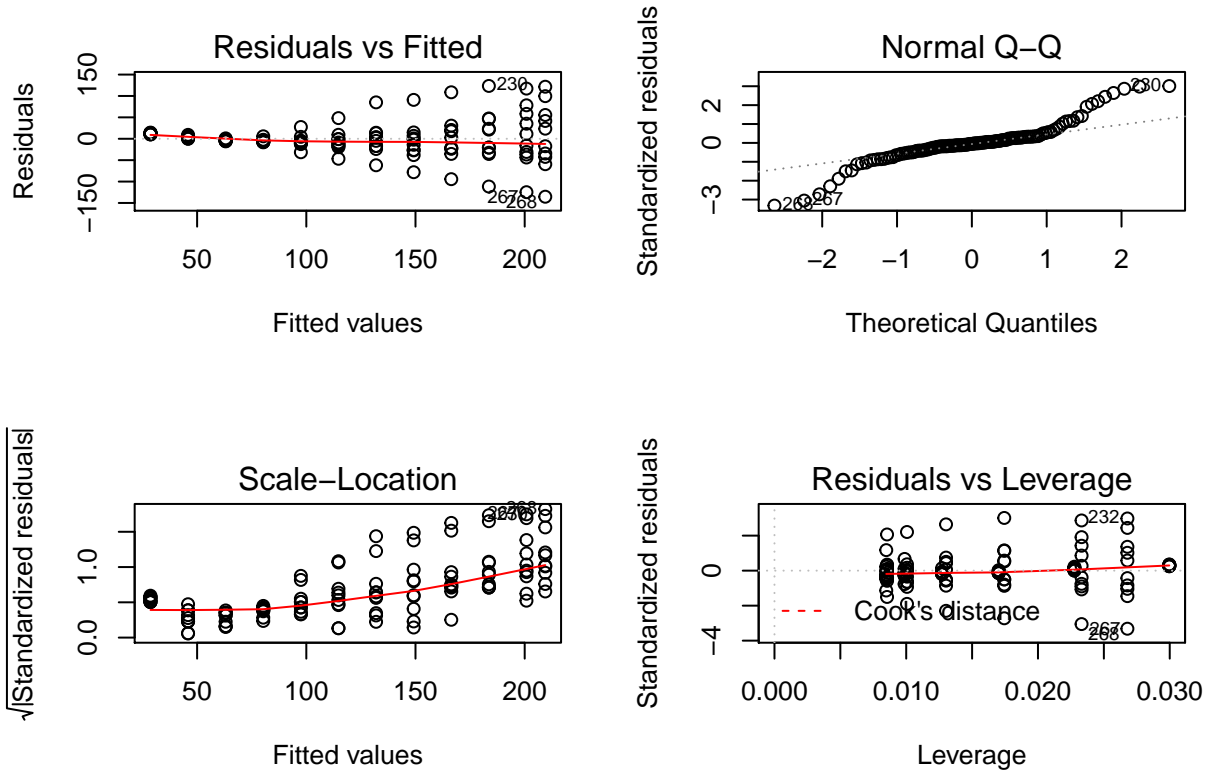 Residuals vs Fitted
Residuals
−150 0 150
230
267
268
50 100 150 200
Fitted values
Normal Q−Q
Standardized residuals
−3 0 2
230
268
267
−2 −1 0 1 2
Theoretical Quantiles
Scale−Location
√|Standardized residuals|
0.0 1.0
50 100 150 200
Fitted values
Residuals vs Leverage
Standardized residuals
−4 0
232
Cook's distance
267
268
0.000 0.010 0.020 0.030
Leverage